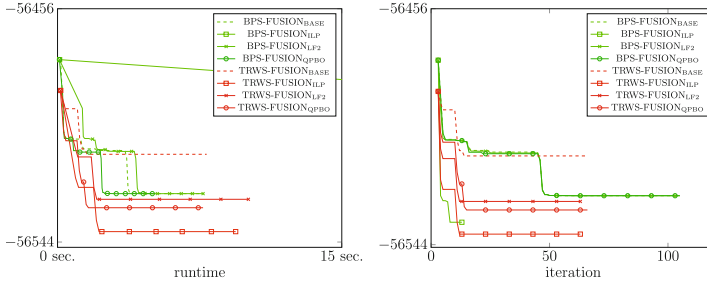 −56456
BPS-FUSIONBASE
BPS-FUSIONILP
BPS-FUSIONLF2
BPS-FUSIONQPBO
TRWS-FUSIONBASE
TRWS-FUSIONILP
TRWS-FUSIONLF2
TRWS-FUSIONQPBO
−56544
0 sec.
15 sec.
runtime
−56456
BPS-FUSIONBASE
BPS-FUSIONILP
BPS-FUSIONLF2
BPS-FUSIONQPBO
TRWS-FUSIONBASE
TRWS-FUSIONILP
TRWS-FUSIONLF2
TRWS-FUSIONQPBO
−56544
0
50
100
iteration